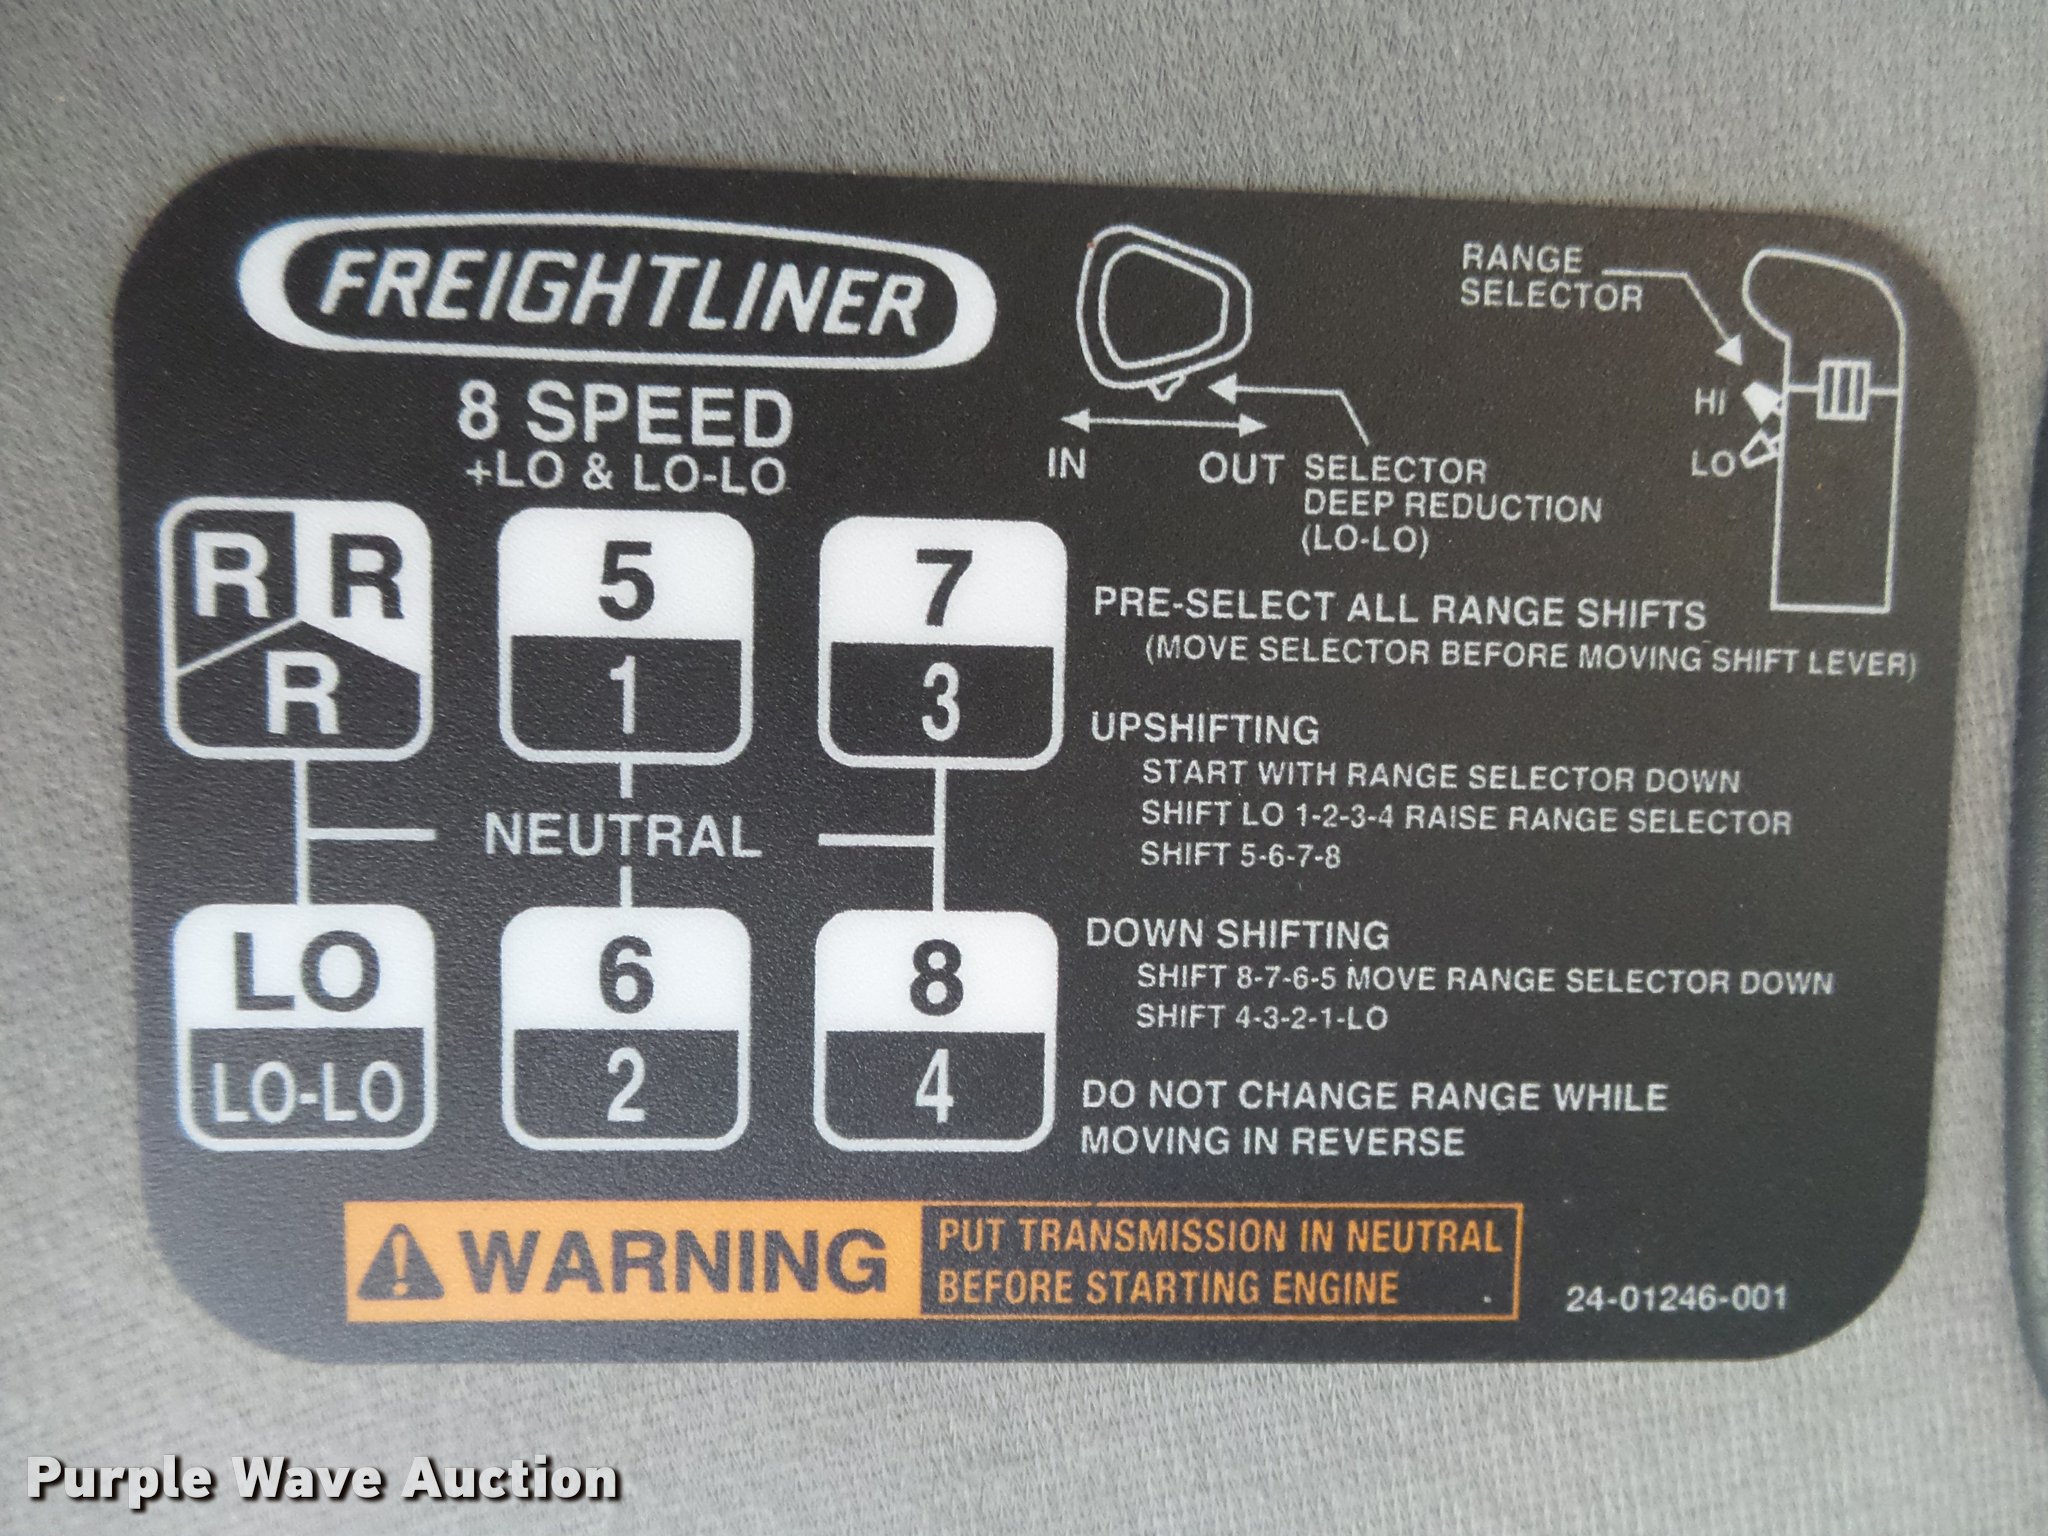 FREIGHTLINER
8 SPEED
+LO & LO-LO
RANGE
SELECTOR
HI
LO
IN
OUT
SELECTOR
DEEP REDUCTION
(LO-LO)
R R
R
5
1
7
3
NEUTRAL
LO
LO-LO
6
2
8
4
PRE-SELECT ALL RANGE SHIFTS
(MOVE SELECTOR BEFORE MOVING SHIFT LEVER)
UPSHIFTING
START WITH RANGE SELECTOR DOWN
SHIFT LO 1-2-3-4 RAISE RANGE SELECTOR
SHIFT 5-6-7-8
DOWN SHIFTING
SHIFT 8-7-6-5 MOVE RANGE SELECTOR DOWN
SHIFT 4-3-2-1-LO
DO NOT CHANGE RANGE WHILE
MOVING IN REVERSE
WARNING
PUT TRANSMISSION IN NEUTRAL
BEFORE STARTING ENGINE
24-01246-001
Purple Wave Auction